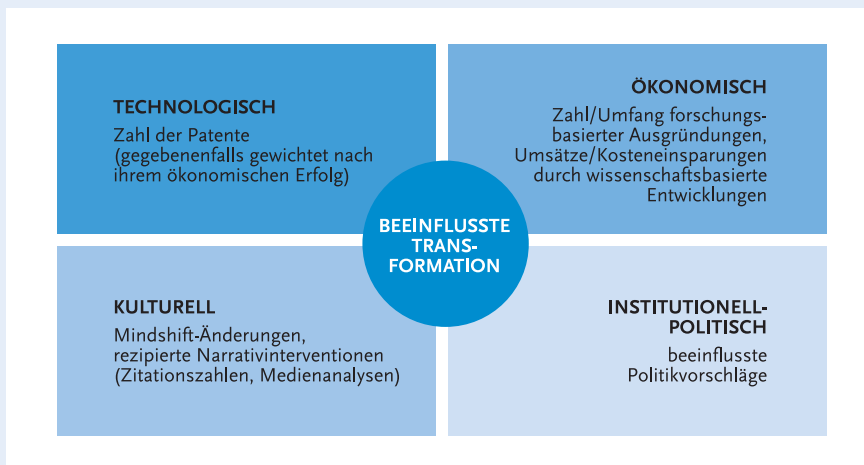 TECHNOLOGISCH
Zahl der Patente
(gegebenenfalls gewichtet nach
ihrem ökonomischen Erfolg)
ÖKONOMISCH
Zahl/Umfang forschungs-
basierter Ausgründungen,
Umsätze/Kosteneinsparungen
durch wissenschaftsbasierte
Entwicklungen
BEEINFLUSSTE
TRANS-
FORMATION
KULTURELL
Mindshift-Änderungen,
rezipierte Narrativinterventionen
(Zitationszahlen, Medienanalysen)
INSTITUTIONELL-
POLITISCH
beeinflusste
Politikvorschläge